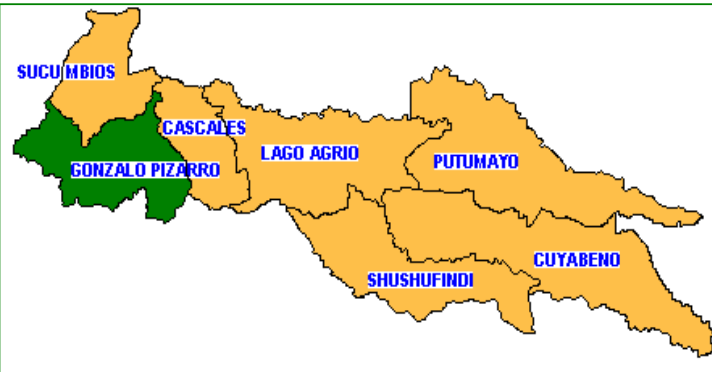 SUCUMBIOS
CASCALES
LAGO AGRIO
PUTUMAYO
GONZALO PIZARRO
CUYABENO
SHUSHUFINDI